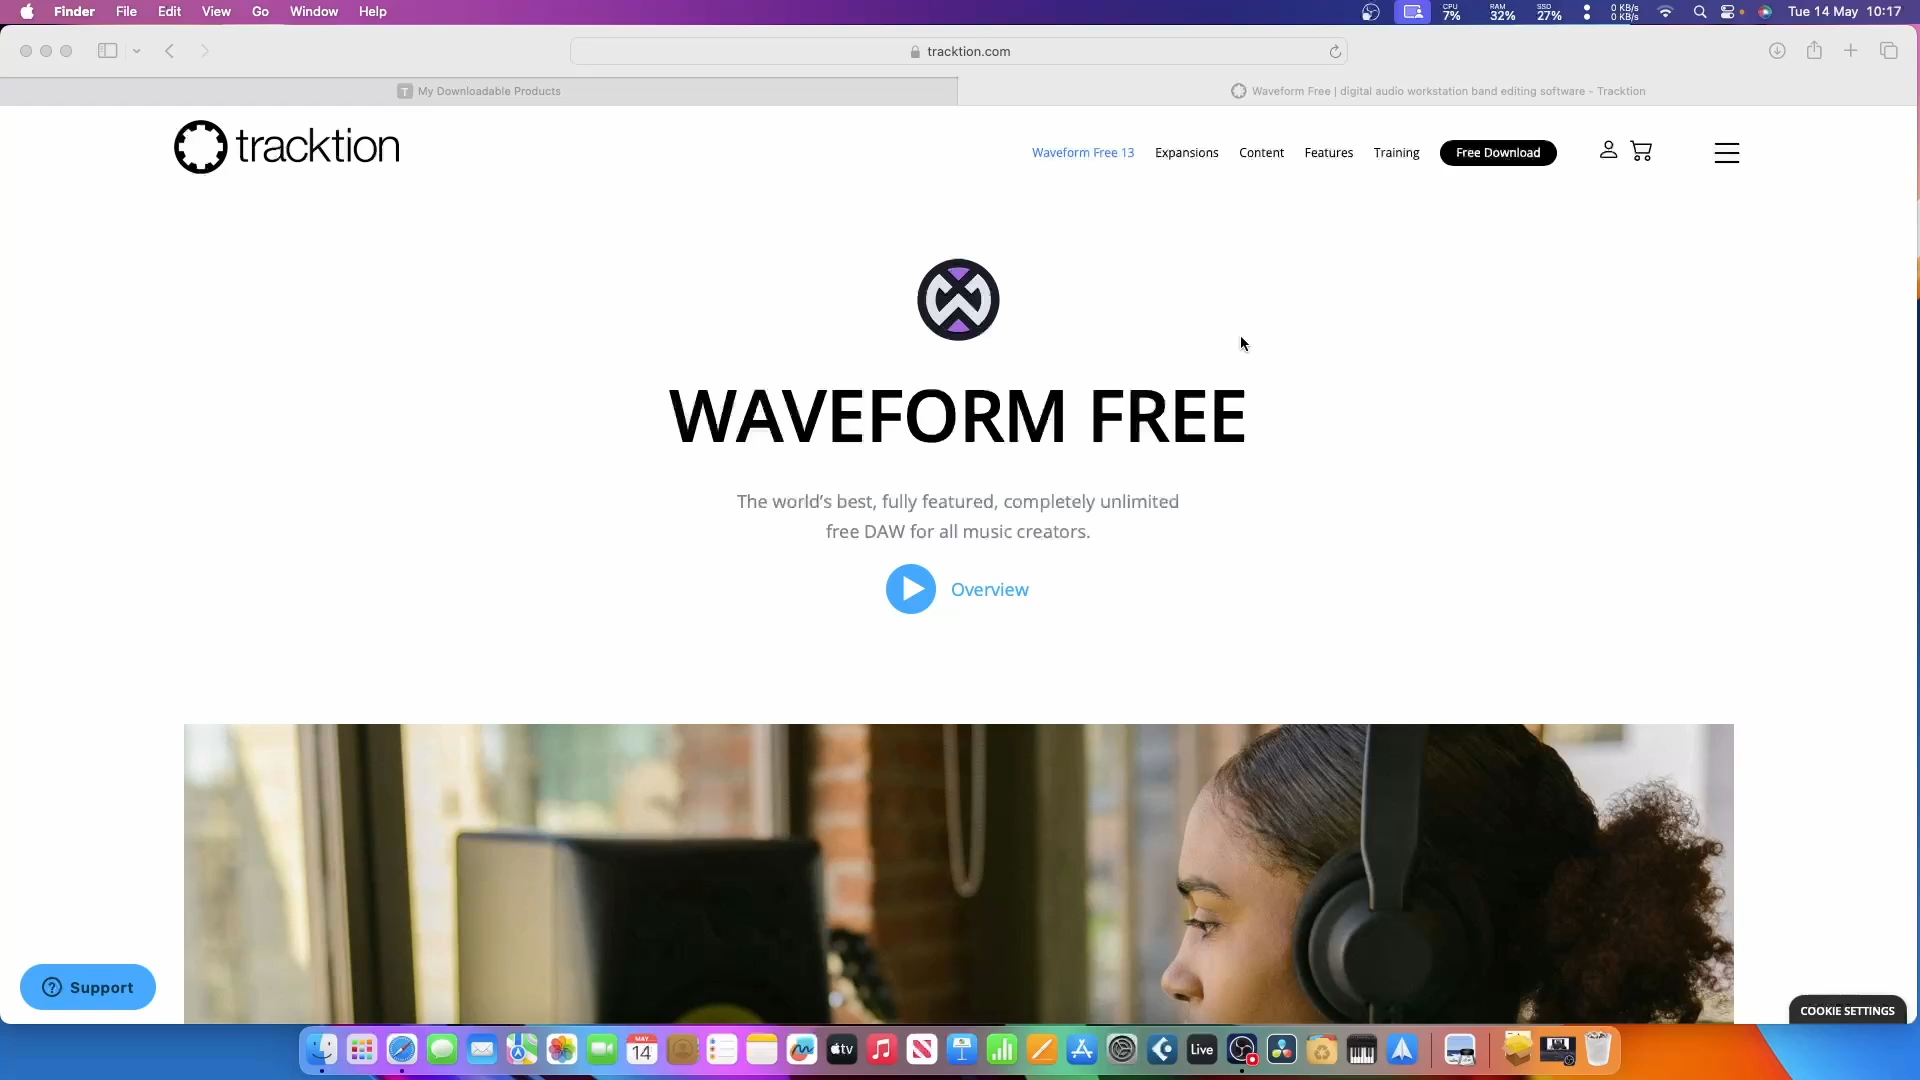 Finder File Edit View Go Window Help
CPU 7% RAM 32% SSD 27% 0 KB/s 0 KB/s Tue 14 May 10:17
tracktion.com
My Downloadable Products
Waveform Free | digital audio workstation band editing software - Tracktion
tracktion
Waveform Free 13 Expansions Content Features Training Free Download
WAVEFORM FREE
The world's best, fully featured, completely unlimited
free DAW for all music creators.
Overview
Support
COOKIE SETTINGS
MAY
14
tv
Live